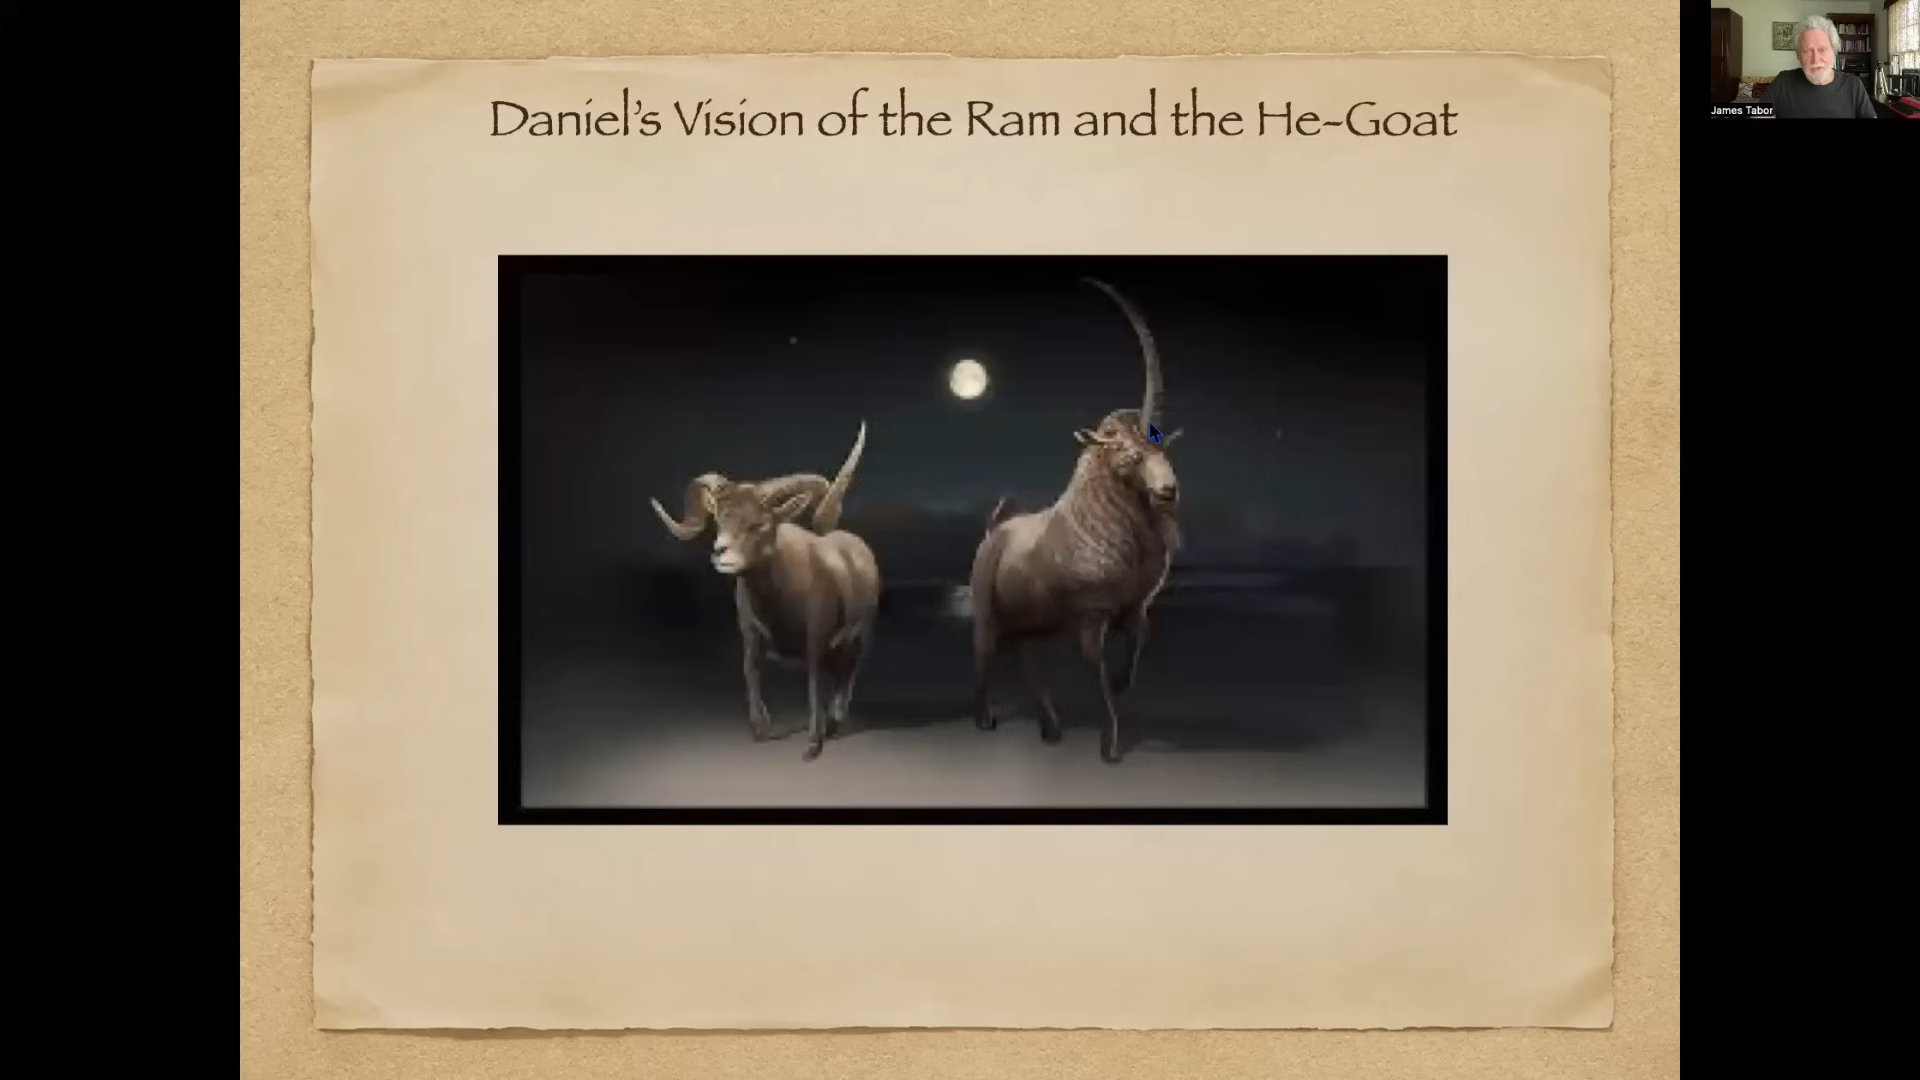 Daniel's Vision of the Ram and the He-Goat
James Tabor